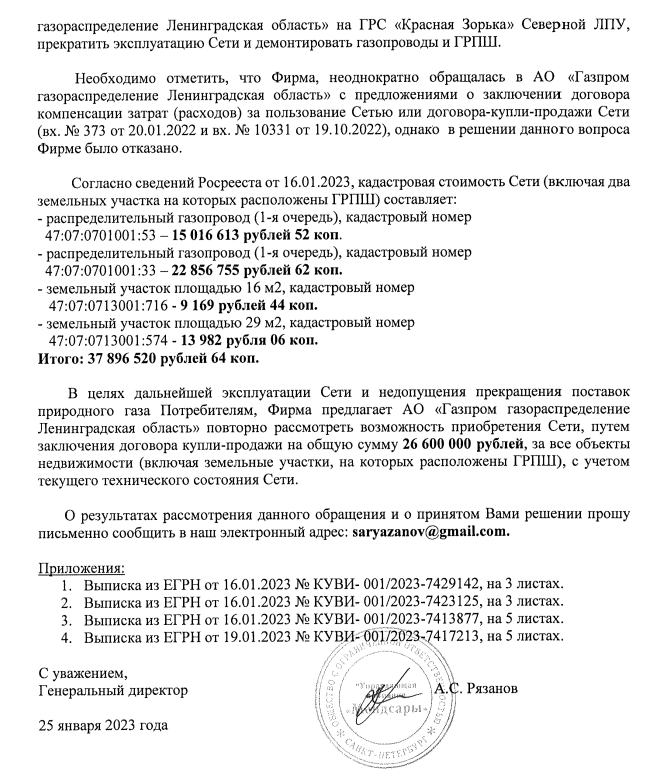 газораспределение Ленинградская область» на ГРС «Красная Зорька» Северной ЛПУ,
прекратить эксплуатацию Сети и демонтировать газопроводы и ГРПШ.
Необходимо отметить, что Фирма, неоднократно обращалась в АО «Газпром
газораспределение Ленинградская область» с предложениями о заключении договора
компенсации затрат (расходов) за пользование Сетью или договора-купли-продажи Сети
(вх. № 373 от 20.01.2022 и вх. № 10331 от 19.10.2022), однако в решении данного вопроса
Фирме было отказано.
Согласно сведений Росреестa от 16.01.2023, кадастровая стоимость Сети (включая два
земельных участка на которых расположены ГРПШ) составляет:
- распределительный газопровод (1-я очередь), кадастровый номер
47:07:0701001:53 – 15 016 613 рублей 52 коп.
- распределительный газопровод (1-я очередь), кадастровый номер
47:07:0701001:33 – 22 856 755 рублей 62 коп.
- земельный участок площадью 16 м2, кадастровый номер
47:07:0713001:716 - 9 169 рублей 44 коп.
- земельный участок площадью 29 м2, кадастровый номер
47:07:0713001:574 - 13 982 рубля 06 коп.
Итого: 37 896 520 рублей 64 коп.
В целях дальнейшей эксплуатации Сети и недопущения прекращения поставок
природного газа Потребителям, Фирма предлагает АО «Газпром газораспределение
Ленинградская область» повторно рассмотреть возможность приобретения Сети, путем
заключения договора купли-продажи на общую сумму 26 600 000 рублей, за все объекты
недвижимости (включая земельные участки, на которых расположены ГРПШ), с учетом
текущего технического состояния Сети.
О результатах рассмотрения данного обращения и о принятом Вами решении прошу
письменно сообщить в наш электронный адрес: saryazanov@gmail.com.
Приложения:
1. Выписка из ЕГРН от 16.01.2023 № КУВИ- 001/2023-7429142, на 3 листах.
2. Выписка из ЕГРН от 16.01.2023 № КУВИ- 001/2023-7423125, на 3 листах.
3. Выписка из ЕГРН от 16.01.2023 № КУВИ- 001/2023-7413877, на 5 листах.
4. Выписка из ЕГРН от 19.01.2023 № КУВИ- 001/2023-7417213, на 5 листах.
С уважением,
Генеральный директор
А.С. Рязанов
ОБЩЕСТВО С ОГРАНИЧЕННОЙ ОТВЕТСТВЕННОСТЬЮ
"Управляющая
компания
«Мендсары»
САНКТ-ПЕТЕРБУРГ
25 января 2023 года